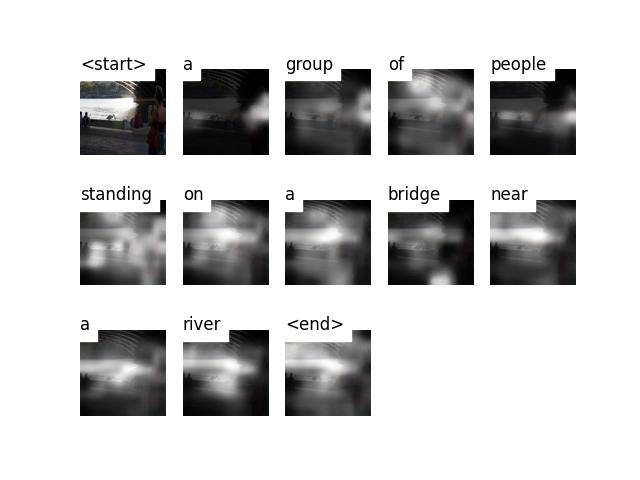 <start> a group of people
standing on a bridge near
a river <end>